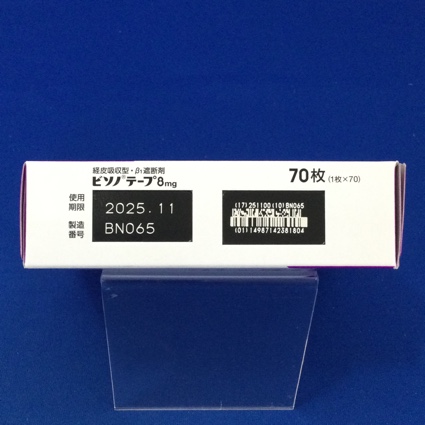 経皮吸収型・β₁遮断剤
ビソノ®テープ8mg
70枚(1枚×70)
使用
期限
2025.11
製造
番号
BN065
(17)251100(10)BN065
(01)14987142381804